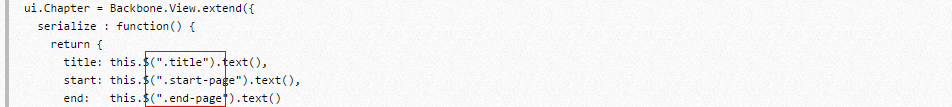 ui.Chapter = Backbone.View.extend({
  serialize : function() {
    return {
      title: this.$(".title").text(),
      start: this.$(".start-page").text(),
      end:   this.$(".end-page").text()